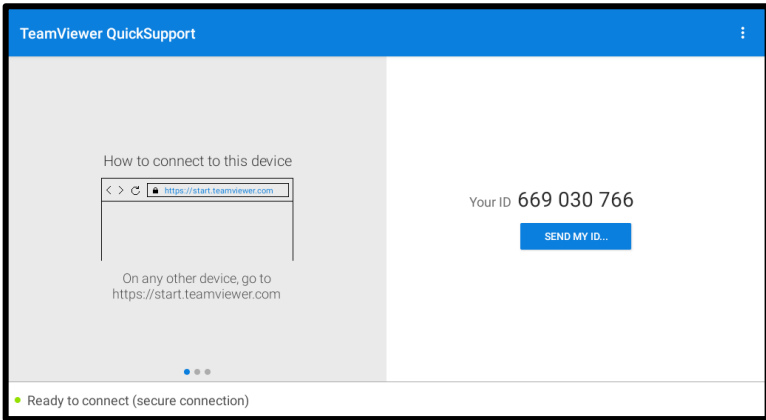 TeamViewer QuickSupport
How to connect to this device
https://start.teamviewer.com
On any other device, go to
https://start.teamviewer.com
Your ID 669 030 766
SEND MY ID...
Ready to connect (secure connection)